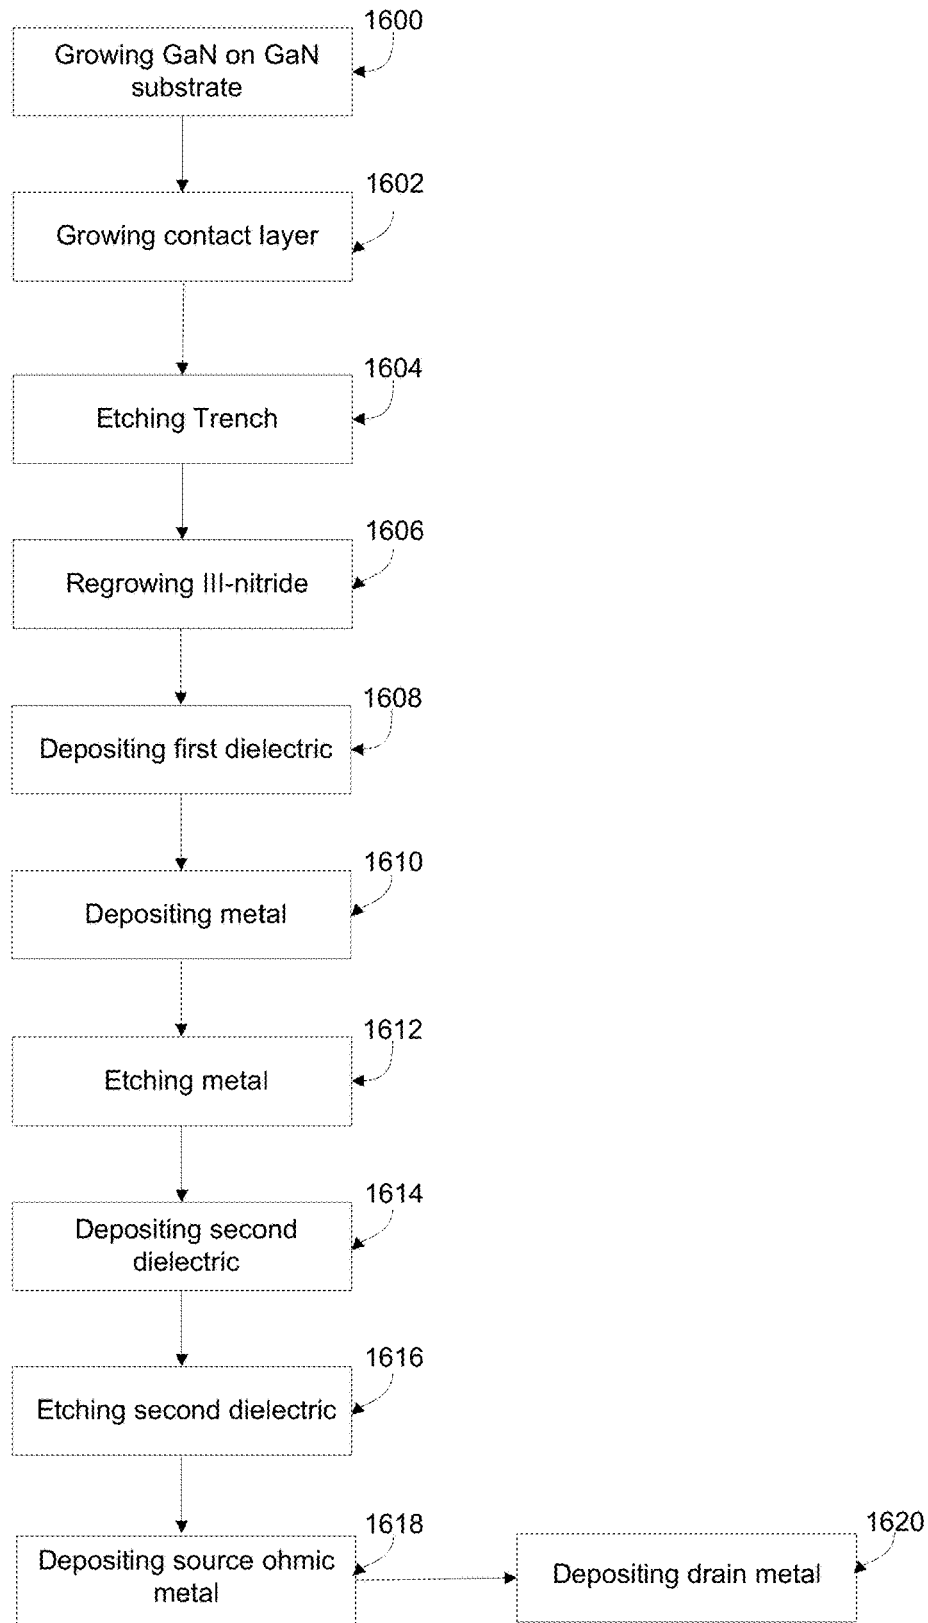 1600
Growing GaN on GaN
substrate
1602
Growing contact layer
1604
Etching Trench
1606
Regrowing III-nitride
1608
Depositing first dielectric
1610
Depositing metal
1612
Etching metal
1614
Depositing second
dielectric
1616
Etching second dielectric
1618
Depositing source ohmic
metal
1620
Depositing drain metal